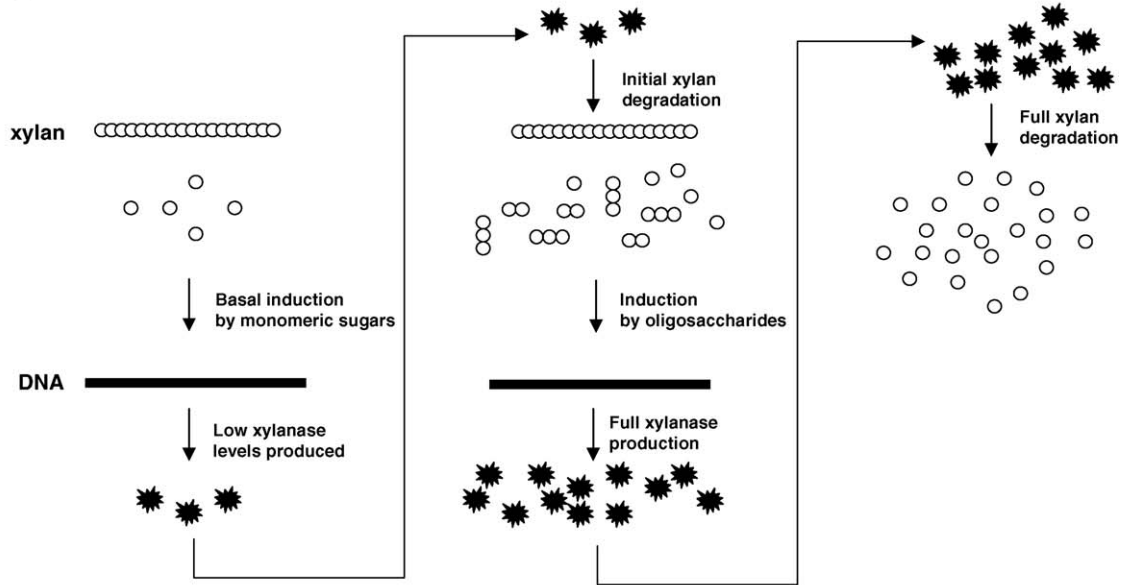 xylan
Basal induction
by monomeric sugars
DNA
Low xylanase
levels produced
Initial xylan
degradation
Induction
by oligosaccharides
Full xylanase
production
Full xylan
degradation